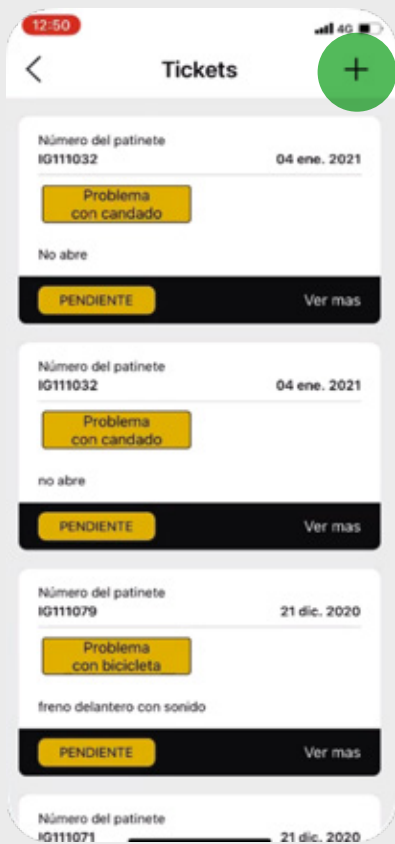 12:50
4G
Tickets
Número del patinete
IG111032
04 ene. 2021
Problema
con candado
No abre
PENDIENTE
Ver mas
Número del patinete
IG111032
04 ene. 2021
Problema
con candado
no abre
PENDIENTE
Ver mas
Número del patinete
IG111079
21 dic. 2020
Problema
con bicicleta
freno delantero con sonido
PENDIENTE
Ver mas
Número del patinete
IG111071
21 dic. 2020